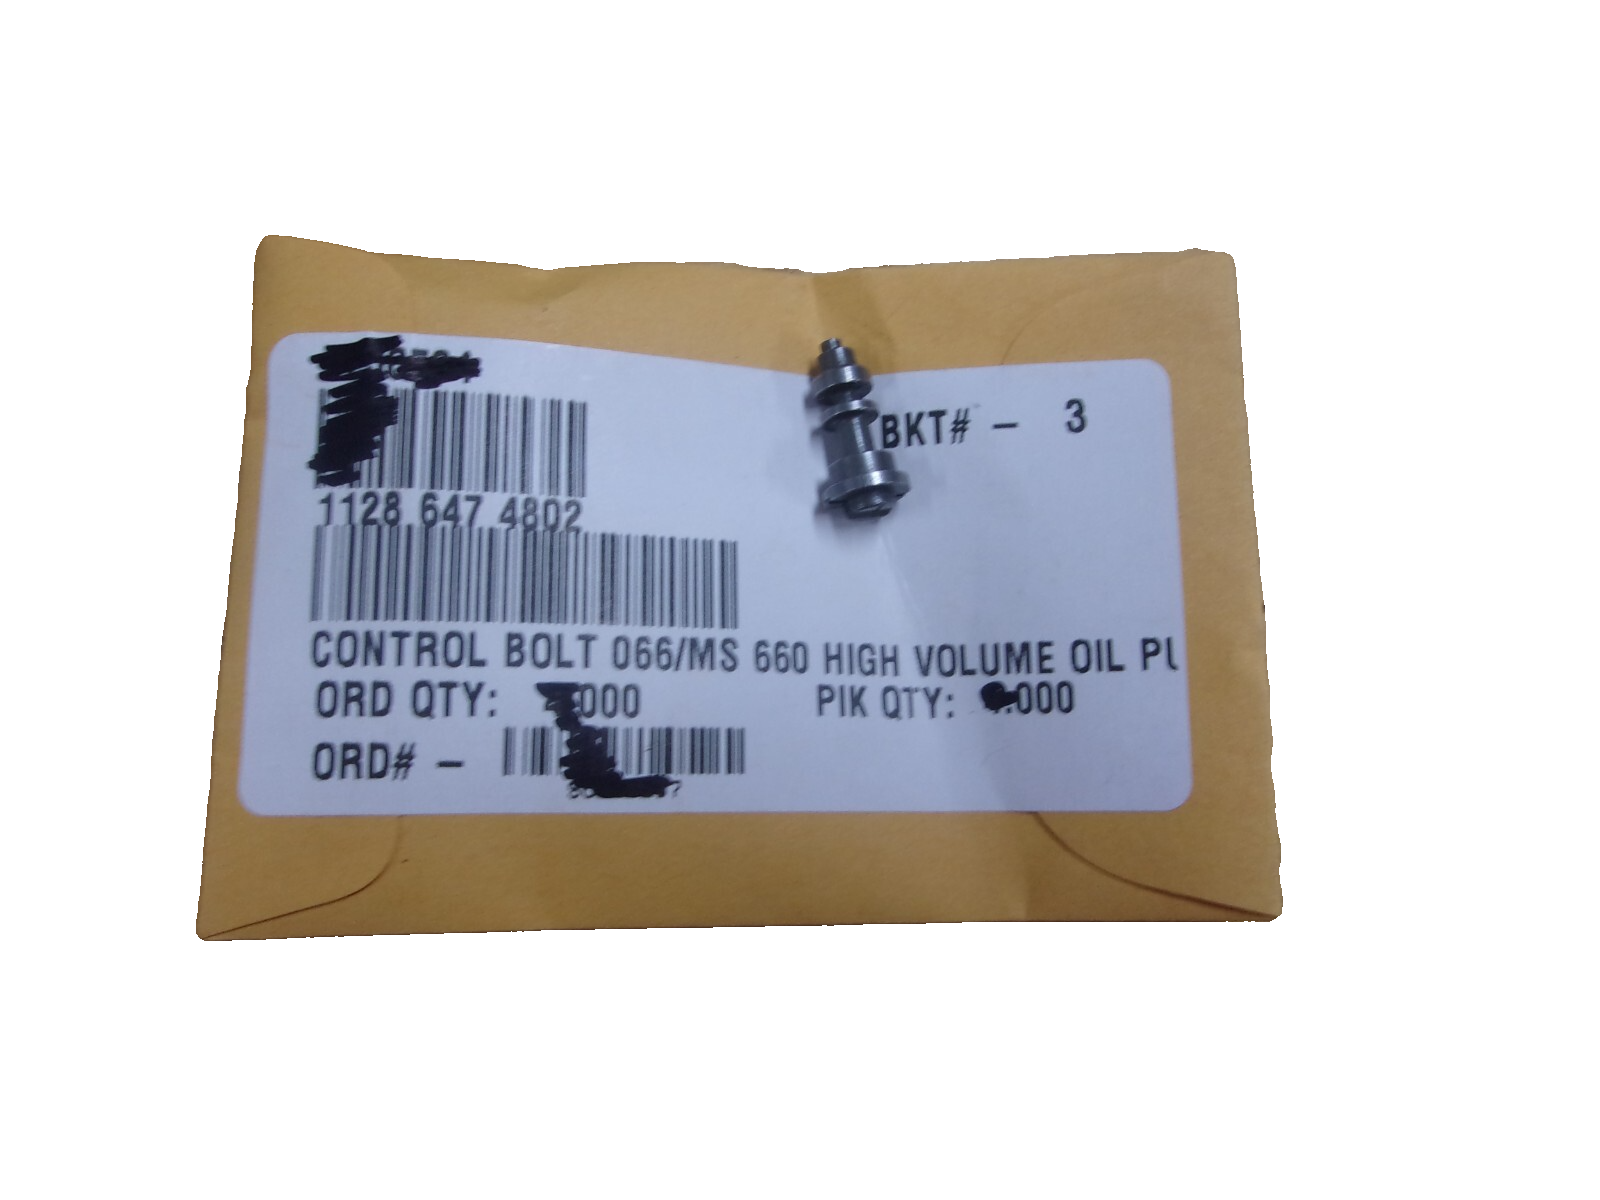 BKT# - 3
1128 647 4802
CONTROL BOLT 066/MS 660 HIGH VOLUME OIL PU
ORD QTY: 000 PIK QTY: .000
ORD# -